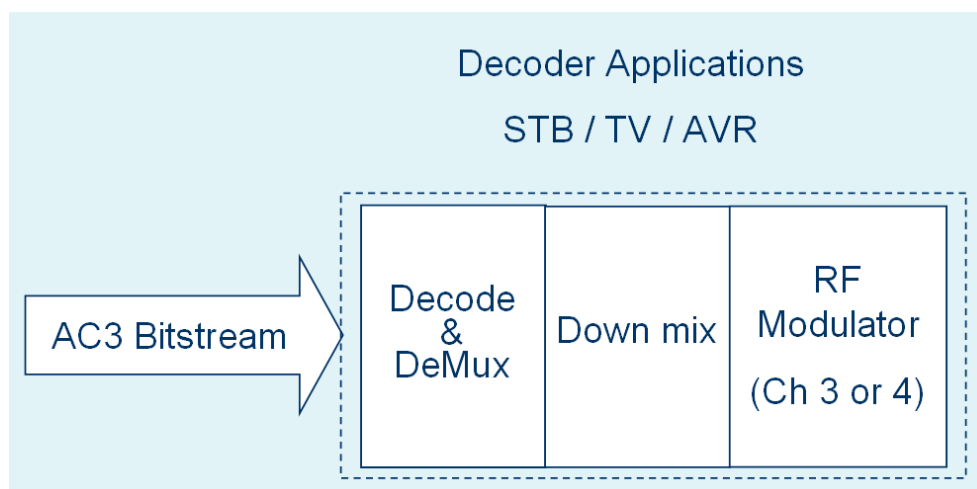 Decoder Applications
STB / TV / AVR
AC3 Bitstream
Decode
&
DeMux
Down mix
RF
Modulator
(Ch 3 or 4)